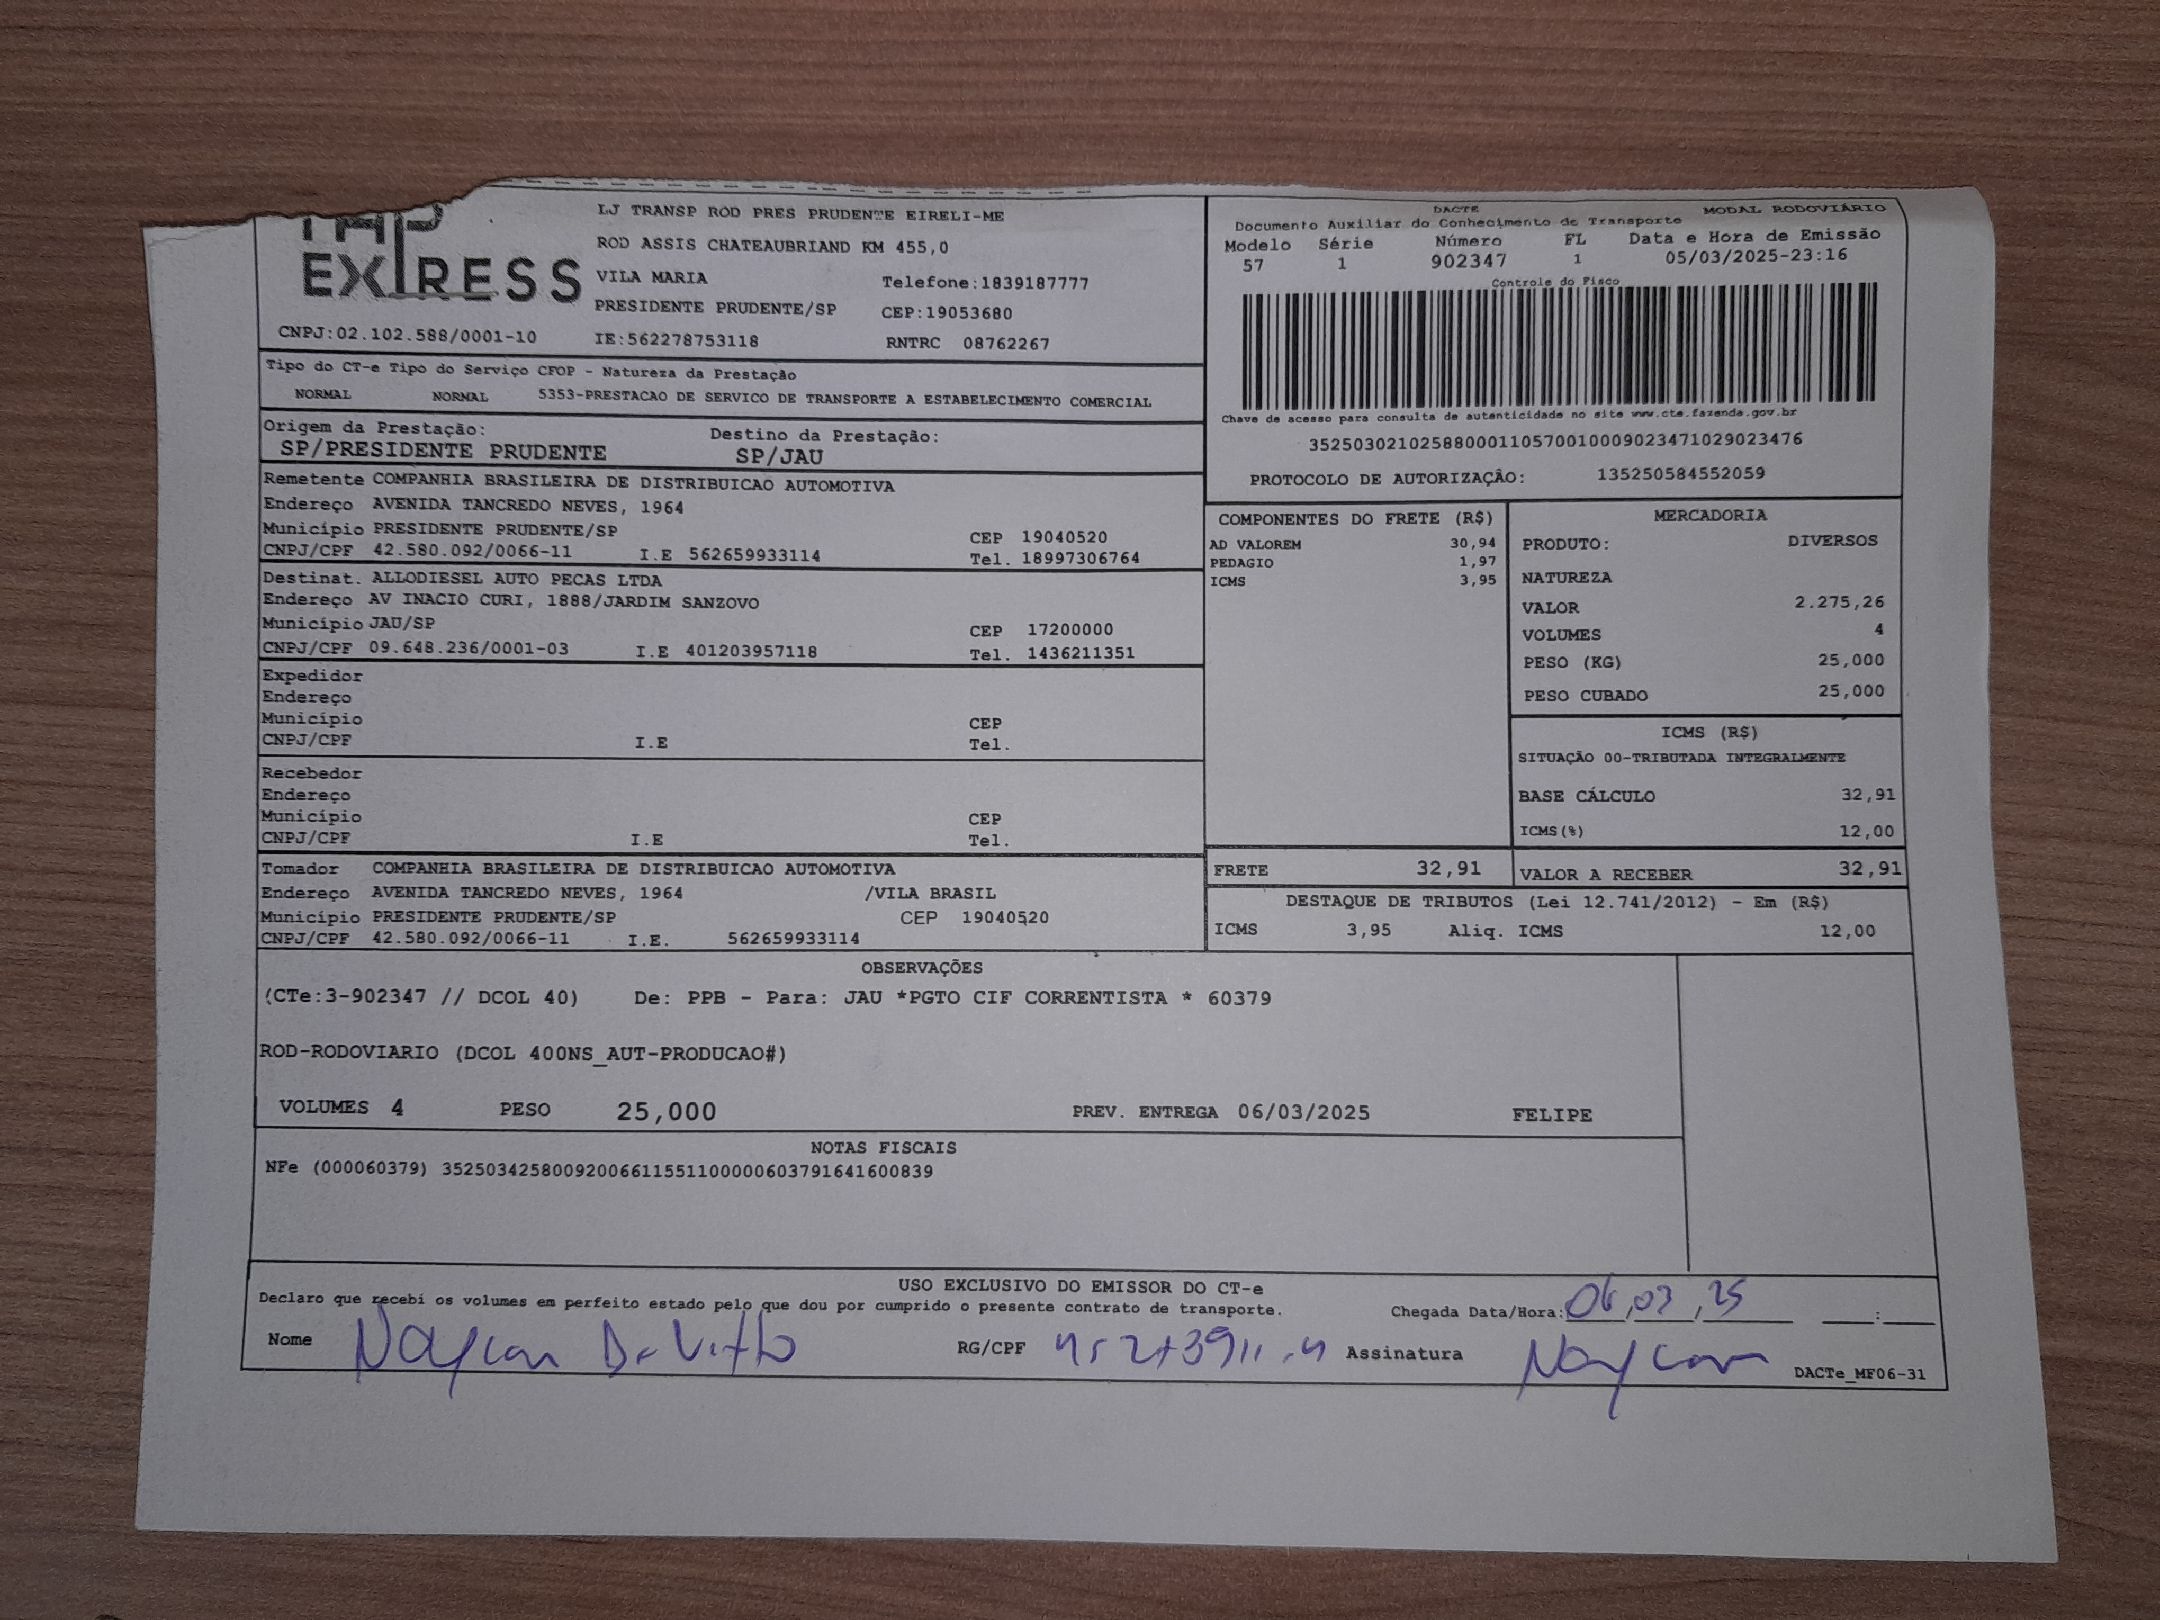 EXPRESS
LJ TRANSP ROD PRES PRUDENTE EIRELI-ME
ROD ASSIS CHATEAUBRIAND KM 455,0
VILA MARIA Telefone:1839187777
PRESIDENTE PRUDENTE/SP CEP:19053680
CNPJ:02.102.588/0001-10 IE:562278753118 RNTRC 08762267
DACTE MODAL RODOVIÁRIO
Documento Auxiliar do Conhecimento de Transporte
Modelo Série Número FL Data e Hora de Emissão
57 1 902347 1 05/03/2025-23:16
Controle do Fisco
Chave de acesso para consulta de autenticidade no site www.cte.fazenda.gov.br
35250302102588000110570010009023471029023476
PROTOCOLO DE AUTORIZAÇÃO: 135250584552059
Tipo do CT-e Tipo do Serviço CFOP - Natureza da Prestação
NORMAL NORMAL 5353-PRESTACAO DE SERVICO DE TRANSPORTE A ESTABELECIMENTO COMERCIAL
Origem da Prestação: Destino da Prestação:
SP/PRESIDENTE PRUDENTE SP/JAU
Remetente COMPANHIA BRASILEIRA DE DISTRIBUICAO AUTOMOTIVA
Endereço AVENIDA TANCREDO NEVES, 1964
Município PRESIDENTE PRUDENTE/SP CEP 19040520
CNPJ/CPF 42.580.092/0066-11 I.E 562659933114 Tel. 18997306764
Destinat. ALLODIESEL AUTO PECAS LTDA
Endereço AV INACIO CURI, 1888/JARDIM SANZOVO
Município JAU/SP CEP 17200000
CNPJ/CPF 09.648.236/0001-03 I.E 401203957118 Tel. 1436211351
Expedidor
Endereço
Município CEP
CNPJ/CPF I.E Tel.
Recebedor
Endereço
Município CEP
CNPJ/CPF I.E Tel.
Tomador COMPANHIA BRASILEIRA DE DISTRIBUICAO AUTOMOTIVA
Endereço AVENIDA TANCREDO NEVES, 1964 /VILA BRASIL
Município PRESIDENTE PRUDENTE/SP CEP 19040520
CNPJ/CPF 42.580.092/0066-11 I.E. 562659933114
COMPONENTES DO FRETE (R$)
AD VALOREM 30,94
PEDAGIO 1,97
ICMS 3,95
MERCADORIA
PRODUTO: DIVERSOS
NATUREZA
VALOR 2.275,26
VOLUMES 4
PESO (KG) 25,000
PESO CUBADO 25,000
ICMS (R$)
SITUAÇÃO 00-TRIBUTADA INTEGRALMENTE
BASE CÁLCULO 32,91
ICMS(%) 12,00
FRETE 32,91 VALOR A RECEBER 32,91
DESTAQUE DE TRIBUTOS (Lei 12.741/2012) - Em (R$)
ICMS 3,95 Aliq. ICMS 12,00
OBSERVAÇÕES
(CTe:3-902347 // DCOL 40) De: PPB - Para: JAU *PGTO CIF CORRENTISTA * 60379
ROD-RODOVIARIO (DCOL 400NS_AUT-PRODUCAO#)
VOLUMES 4 PESO 25,000 PREV. ENTREGA 06/03/2025 FELIPE
NOTAS FISCAIS
NFe (000060379) 35250342580092006611551100000603791641600839
USO EXCLUSIVO DO EMISSOR DO CT-e
Declaro que recebi os volumes em perfeito estado pelo que dou por cumprido o presente contrato de transporte. Chegada Data/Hora: 06,03,25 :
Nome Naycon De Vitto RG/CPF Assinatura Naycon DACTe_MF06-31